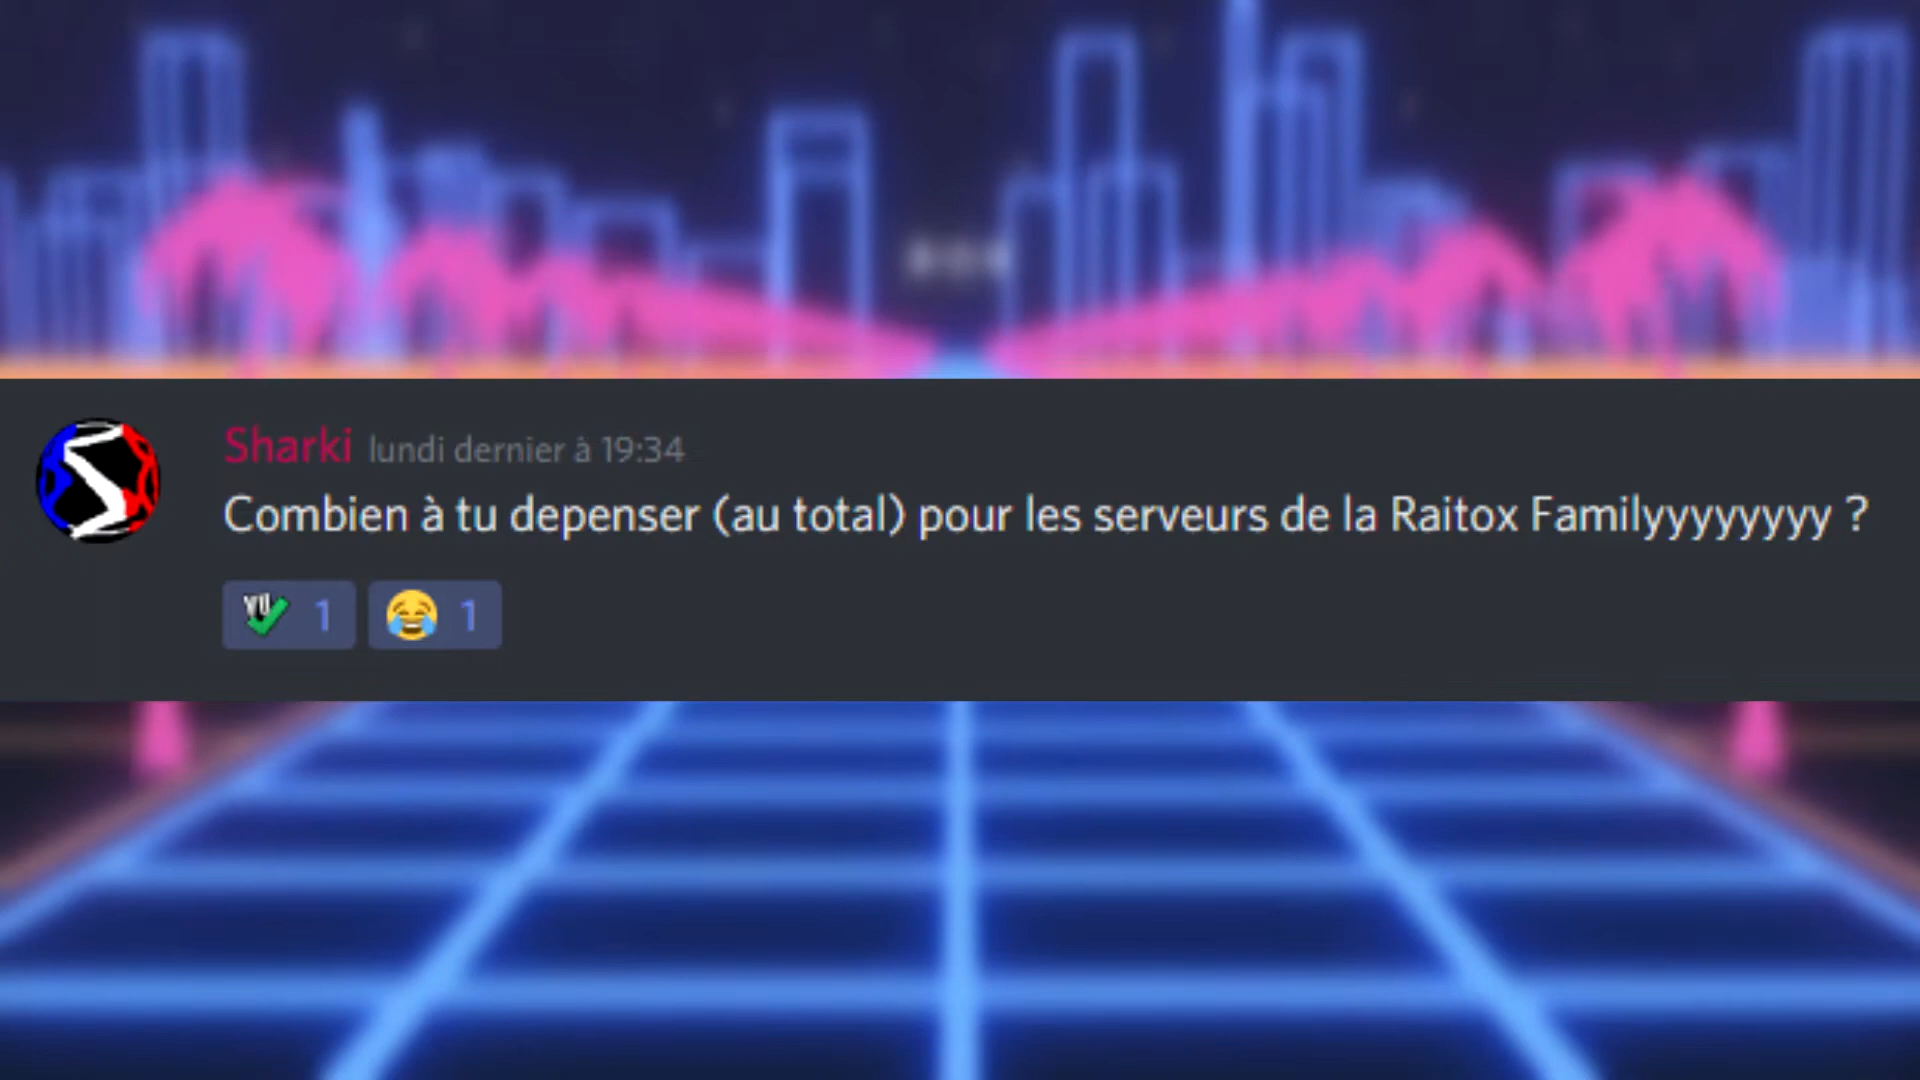 Sharki lundi dernier à 19:34
Combien à tu depenser (au total) pour les serveurs de la Raitox Familyyyyyyyy ?
VU 1 1